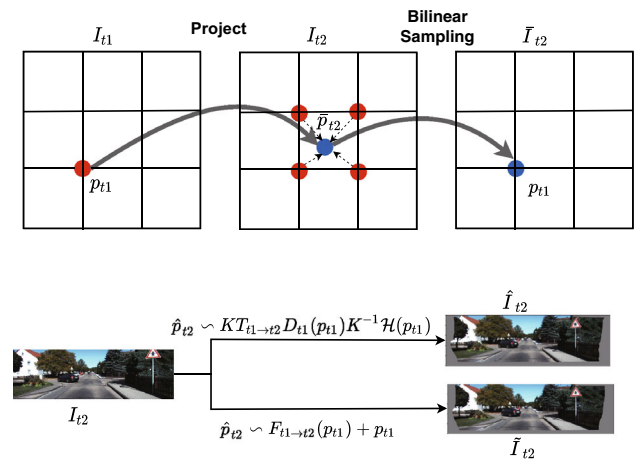 I_{t1}
Project
I_{t2}
Bilinear
Sampling
\bar{I}_{t2}
\bar{p}_{t2}
p_{t1}
p_{t1}
\hat{I}_{t2}
\hat{p}_{t2} \backsim KT_{t1→t2}D_{t1}(p_{t1})K^{-1}\mathcal{H}(p_{t1})
I_{t2}
\hat{p}_{t2} \backsim F_{t1→t2}(p_{t1}) + p_{t1}
\tilde{I}_{t2}